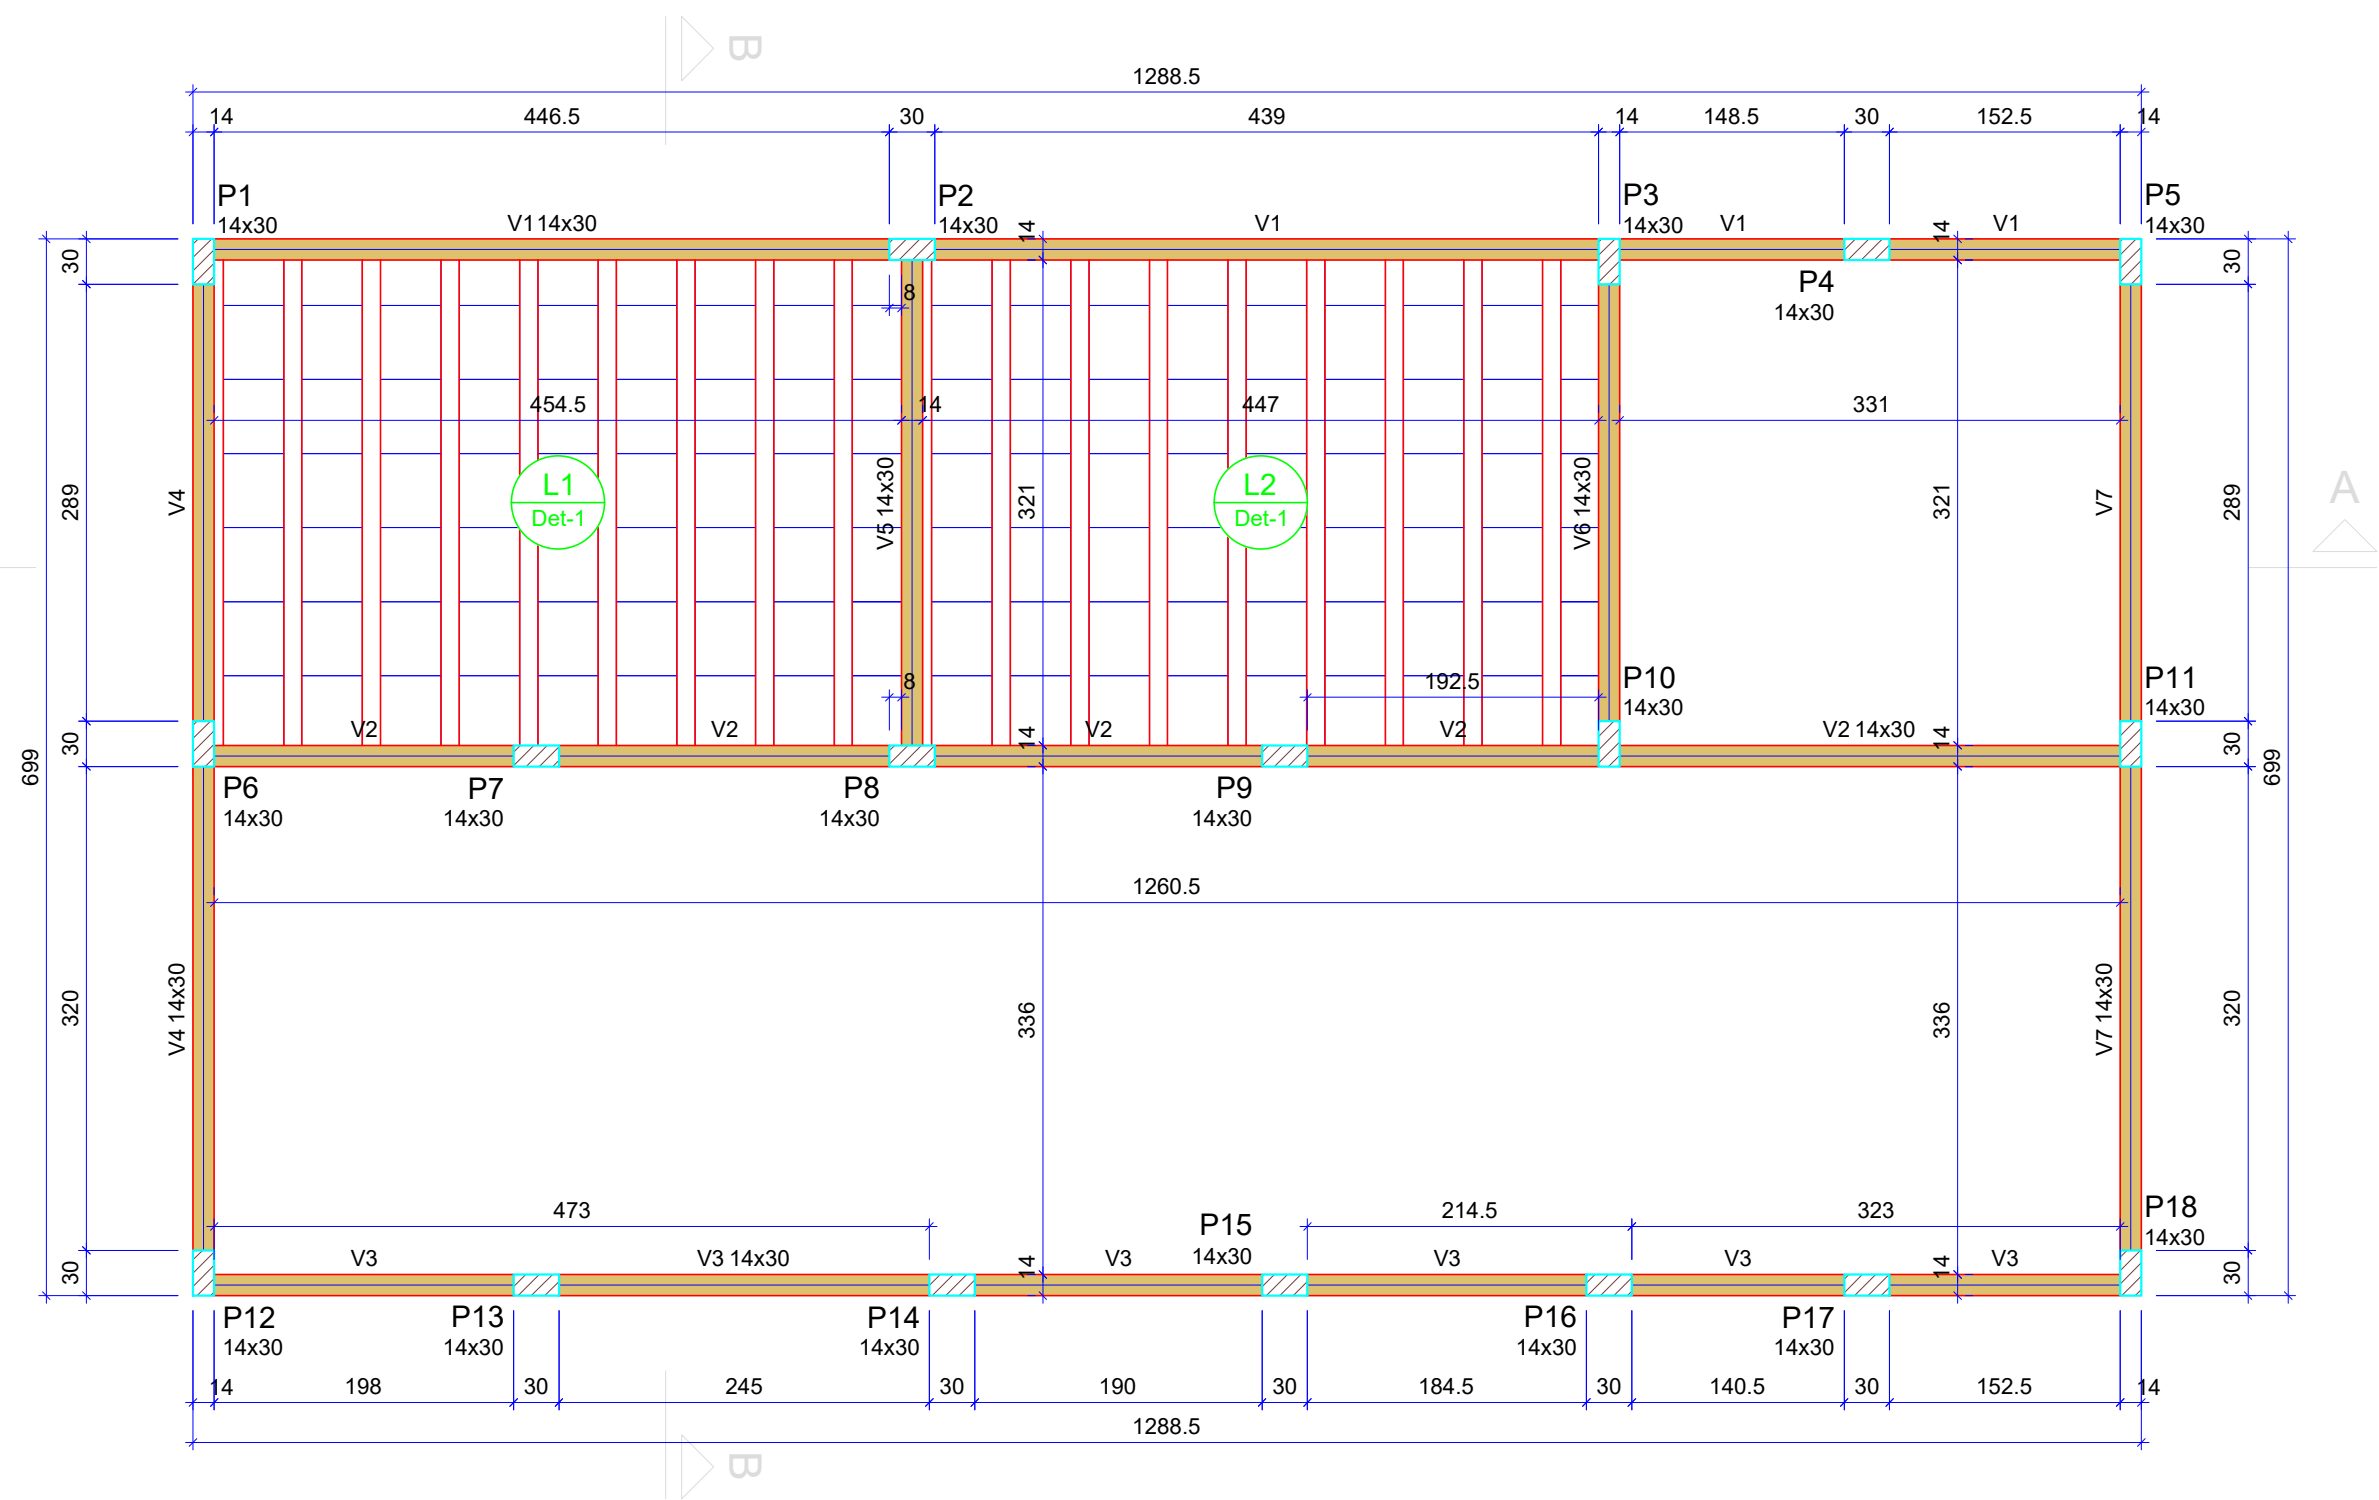 B
1288.5
14 446.5 30 439 14 148.5 30 152.5 14
P1
14x30
V1 14x30
P2
14x30
14
V1
P3
14x30
V1
14
V1
P5
14x30
30
30
P4
14x30
8
454.5
14
447
331
699
289
V4
L1
Det-1
V5 14x30
321
L2
Det-1
V6 14x30
321
V7
289
A
8
192.5
P10
14x30
P11
14x30
30
V2
V2
14
V2
V2
V2 14x30
14
30
699
P6
14x30
P7
14x30
P8
14x30
P9
14x30
1260.5
320
V4 14x30
336
336
V7 14x30
320
473
P15
14x30
214.5
323
P18
14x30
30
V3
V3 14x30
14
V3
V3
V3
14
V3
30
P12
14x30
P13
14x30
P14
14x30
P16
14x30
P17
14x30
14 198 30 245 30 190 30 184.5 30 140.5 30 152.5 14
1288.5
B